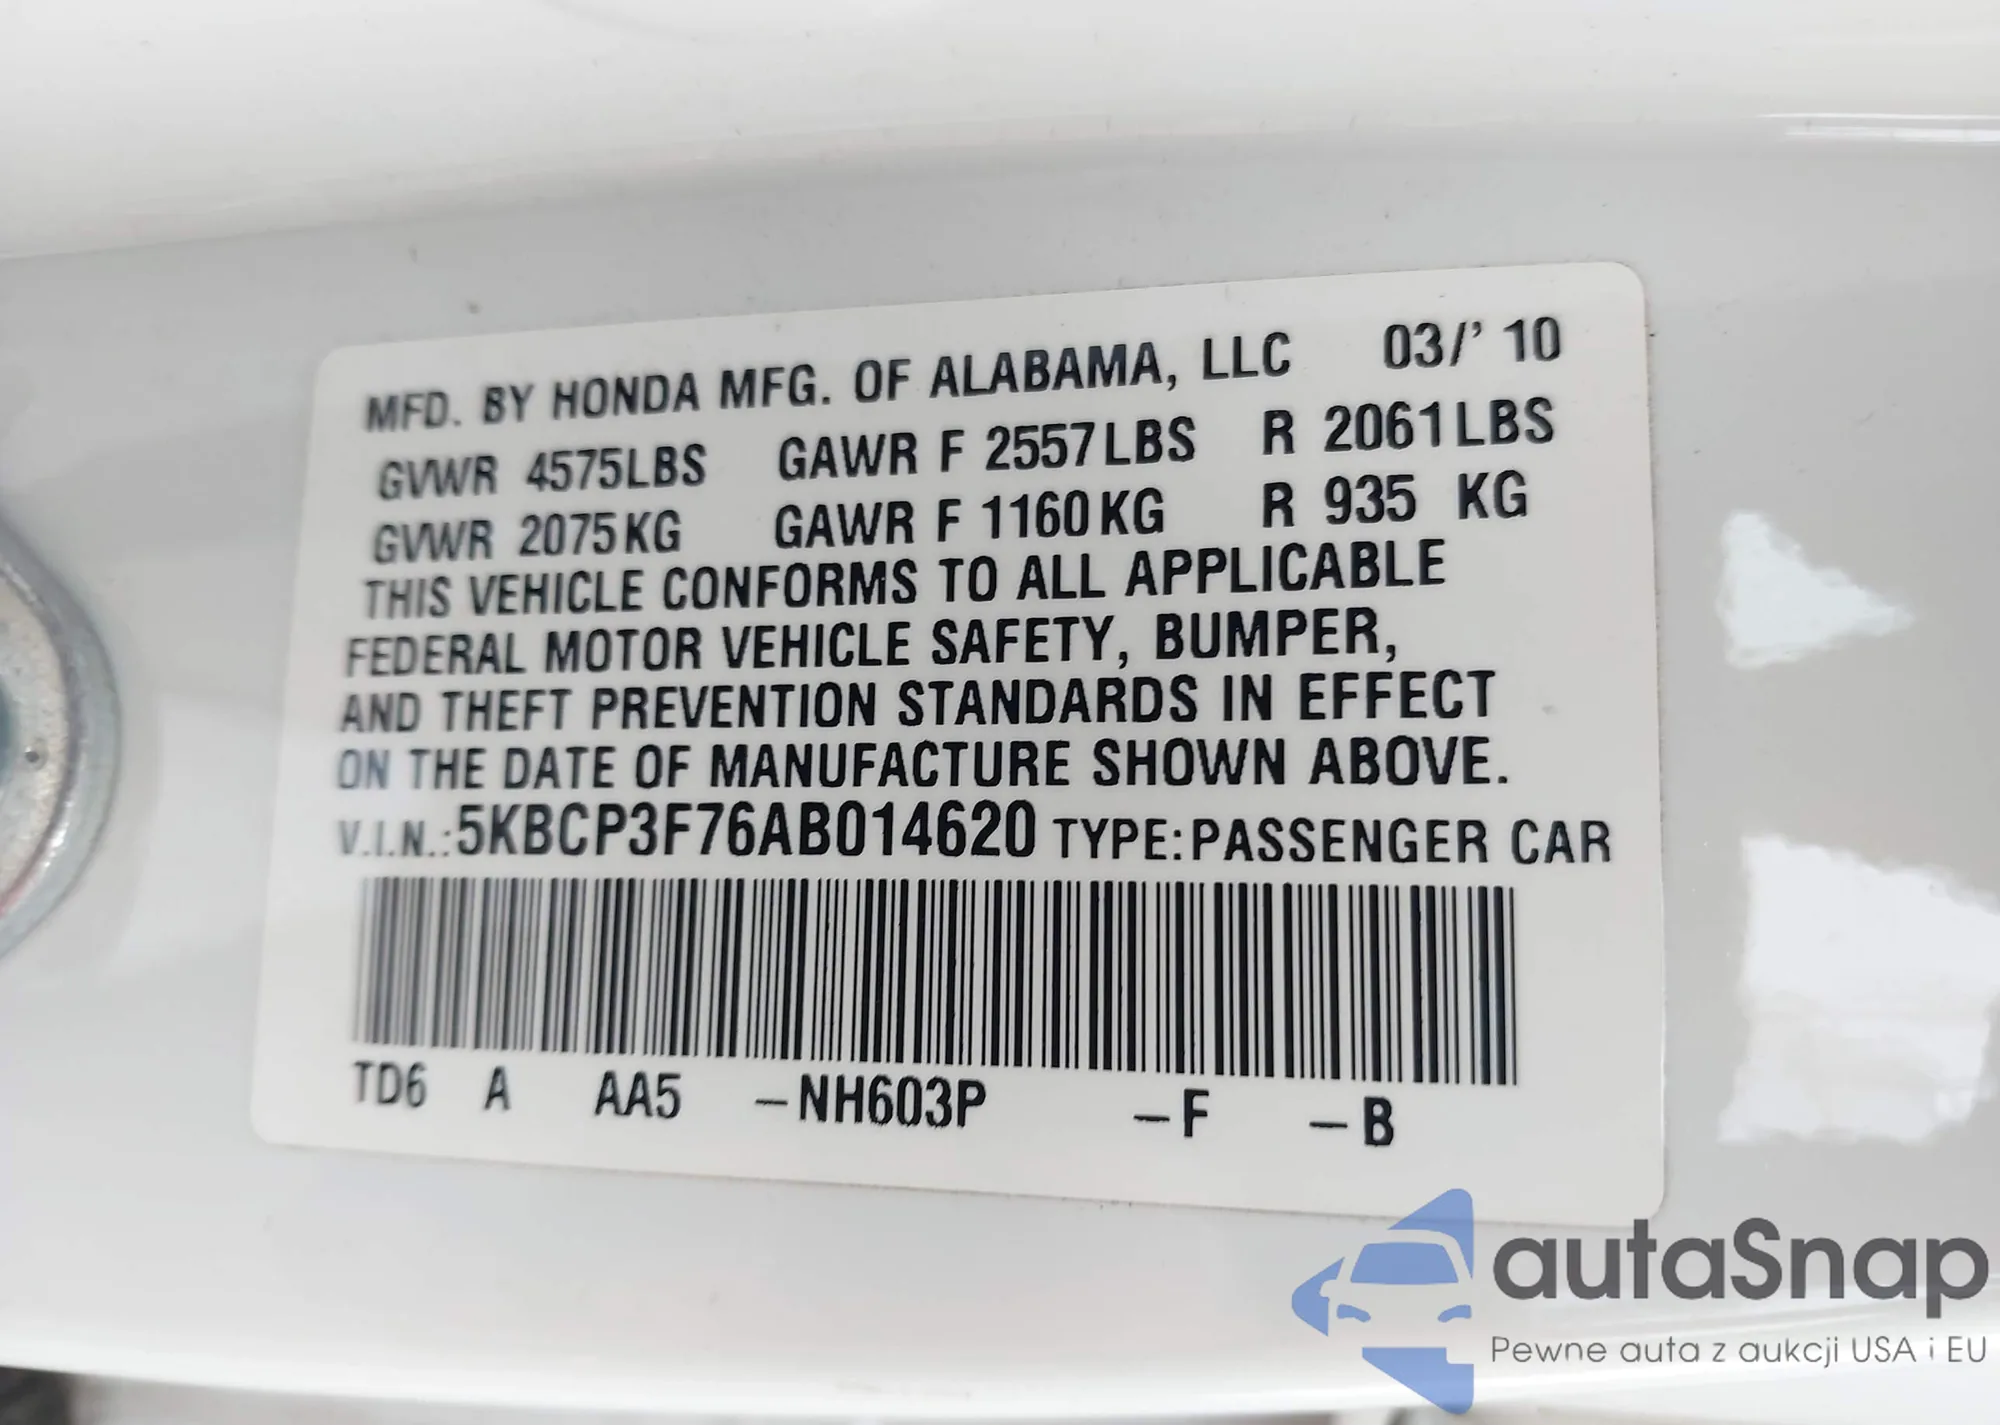 MFD. BY HONDA MFG. OF ALABAMA, LLC 03/' 10
GVWR 4575LBS GAWR F 2557LBS R 2061LBS
GVWR 2075KG GAWR F 1160KG R 935 KG
THIS VEHICLE CONFORMS TO ALL APPLICABLE
FEDERAL MOTOR VEHICLE SAFETY, BUMPER,
AND THEFT PREVENTION STANDARDS IN EFFECT
ON THE DATE OF MANUFACTURE SHOWN ABOVE.
V.I.N.:5KBCP3F76AB014620 TYPE:PASSENGER CAR
TD6 A AA5 –NH603P –F –B
autaSnap
Pewne auta z aukcji USA i EU